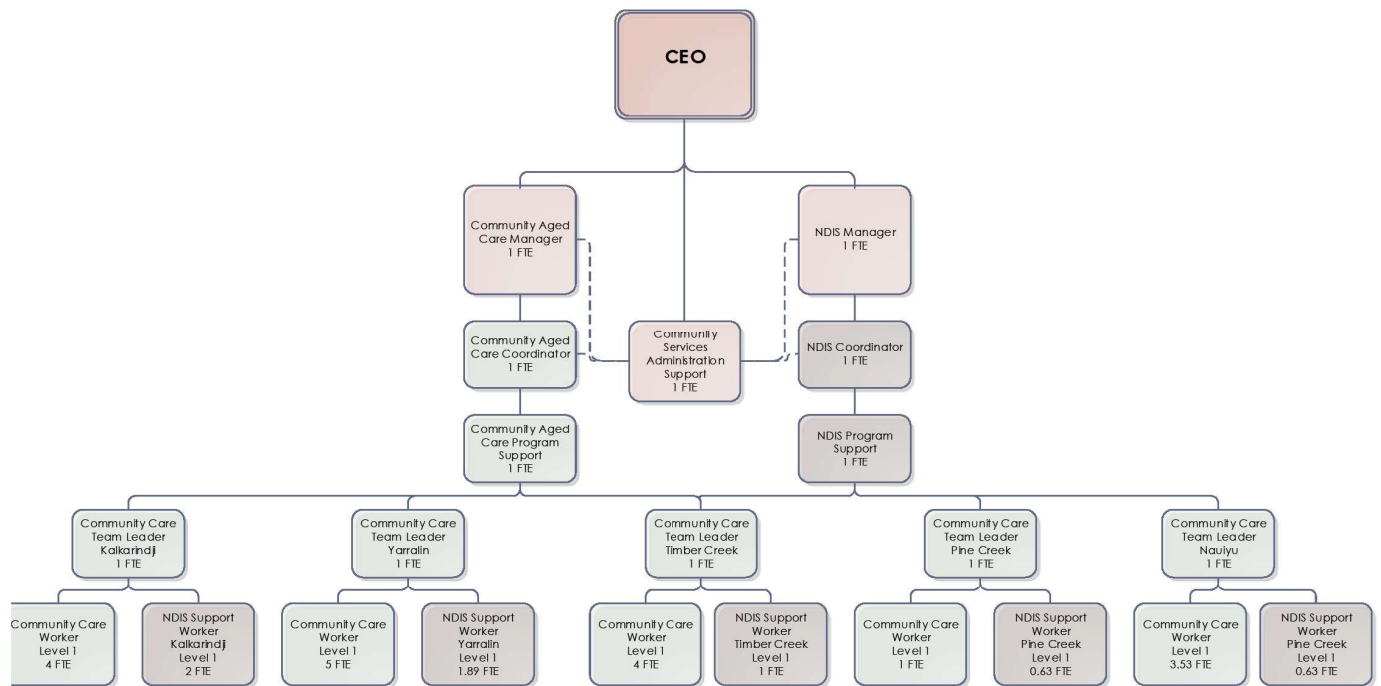 CEO
Community Aged
Care Manager
1 FTE
NDIS Manager
1 FTE
Community Aged
Care Coordinator
1 FTE
Community
Services
Administration
Support
1 FTE
NDIS Coordinator
1 FTE
Community Aged
Care Program
Support
1 FTE
NDIS Program
Support
1 FTE
Community Care
Team Leader
Kalkarindji
1 FTE
Community Care
Team Leader
Yarralin
1 FTE
Community Care
Team Leader
Timber Creek
1 FTE
Community Care
Team Leader
Pine Creek
1 FTE
Community Care
Team Leader
Nauiyu
1 FTE
Community Care
Worker
Level 1
4 FTE
NDIS Support
Worker
Kalkarindji
Level 1
2 FTE
Community Care
Worker
Level 1
5 FTE
NDIS Support
Worker
Yarralin
Level 1
1.89 FTE
Community Care
Worker
Level 1
4 FTE
NDIS Support
Worker
Timber Creek
Level 1
1 FTE
Community Care
Worker
Level 1
1 FTE
NDIS Support
Worker
Pine Creek
Level 1
0.63 FTE
Community Care
Worker
Level 1
3.53 FTE
NDIS Support
Worker
Pine Creek
Level 1
0.63 FTE